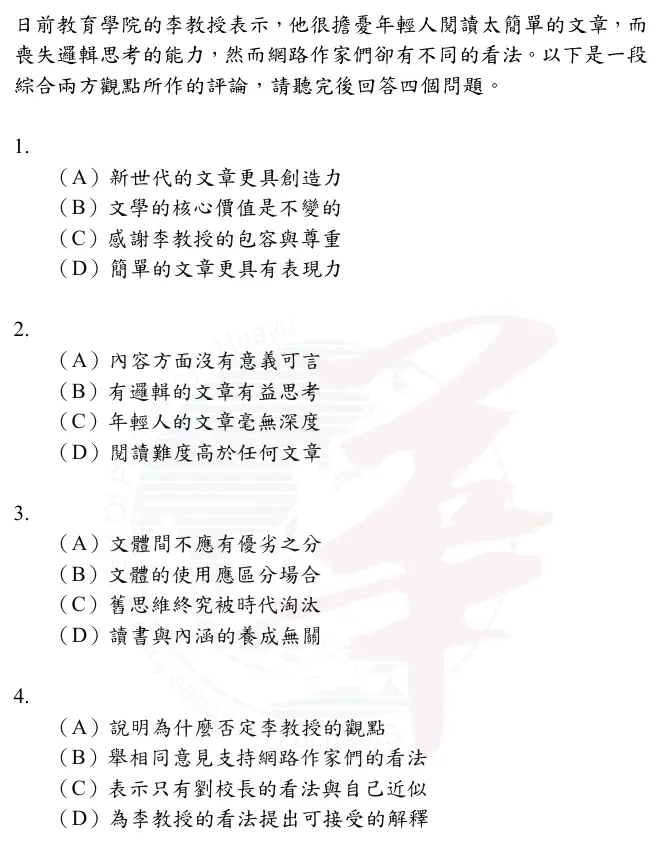 日前教育學院的李教授表示，他很擔憂年輕人閱讀太簡單的文章，而
喪失邏輯思考的能力，然而網路作家們卻有不同的看法。以下是一段
綜合兩方觀點所作的評論，請聽完後回答四個問題。
1.
（A）新世代的文章更具創造力
（B）文學的核心價值是不變的
（C）感謝李教授的包容與尊重
（D）簡單的文章更具有表現力
2.
（A）內容方面沒有意義可言
（B）有邏輯的文章有益思考
（C）年輕人的文章毫無深度
（D）閱讀難度高於任何文章
3.
（A）文體間不應有優劣之分
（B）文體的使用應區分場合
（C）舊思維終究被時代淘汰
（D）讀書與內涵的養成無關
4.
（A）說明為什麼否定李教授的觀點
（B）舉相同意見支持網路作家們的看法
（C）表示只有劉校長的看法與自己近似
（D）為李教授的看法提出可接受的解釋
華